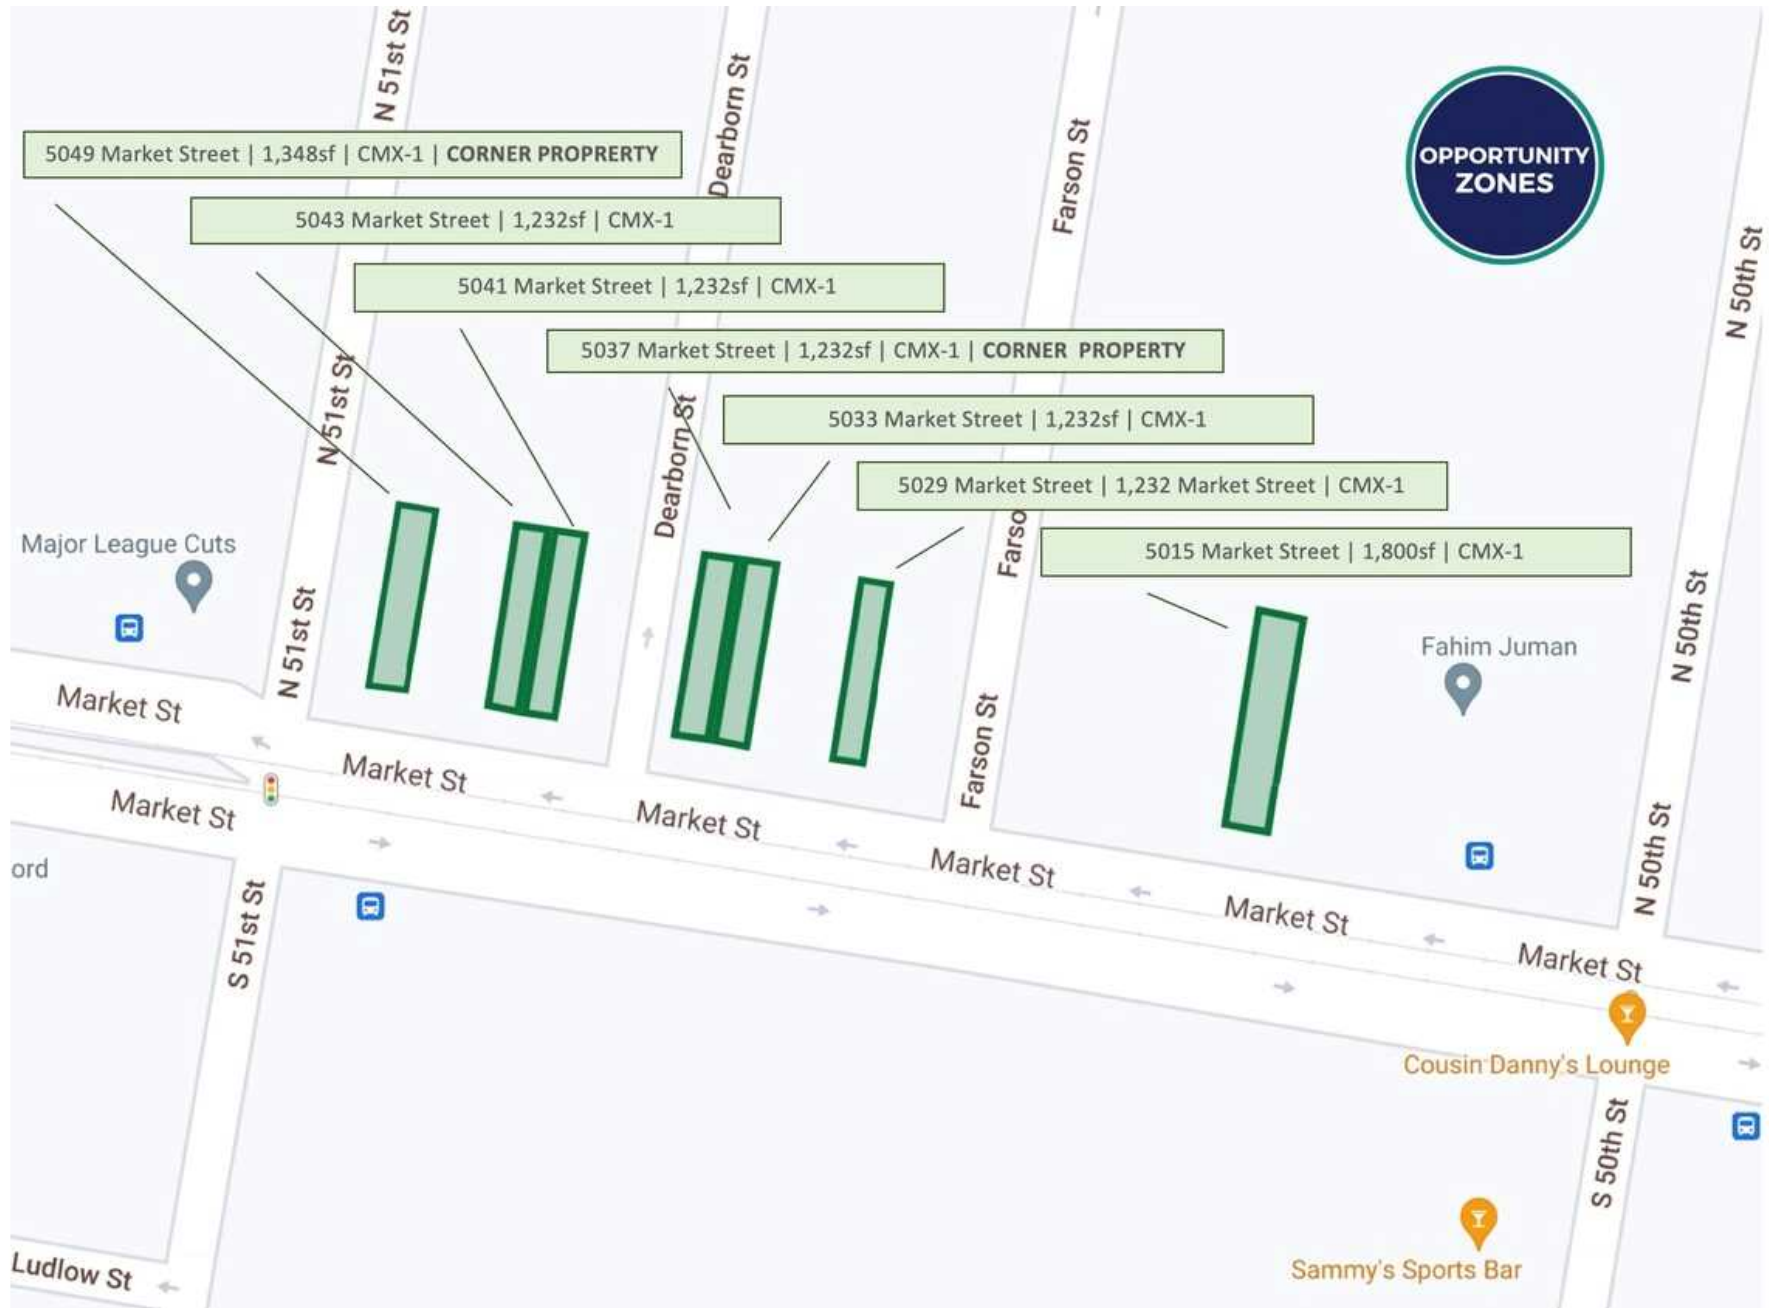 N 51st St
Dearborn St
Farson St
N 50th St
OPPORTUNITY
ZONES
5049 Market Street | 1,348sf | CMX-1 | CORNER PROPRERTY
5043 Market Street | 1,232sf | CMX-1
5041 Market Street | 1,232sf | CMX-1
5037 Market Street | 1,232sf | CMX-1 | CORNER PROPERTY
5033 Market Street | 1,232sf | CMX-1
5029 Market Street | 1,232 Market Street | CMX-1
5015 Market Street | 1,800sf | CMX-1
N 51st St
Dearborn St
Farso
Major League Cuts
N 51st St
Farson St
Fahim Juman
N 50th St
N 50th St
Market St
Market St
Market St
Market St
Market St
Market St
Market St
ord
S 51st St
Cousin Danny's Lounge
S 50th St
Sammy's Sports Bar
Ludlow St